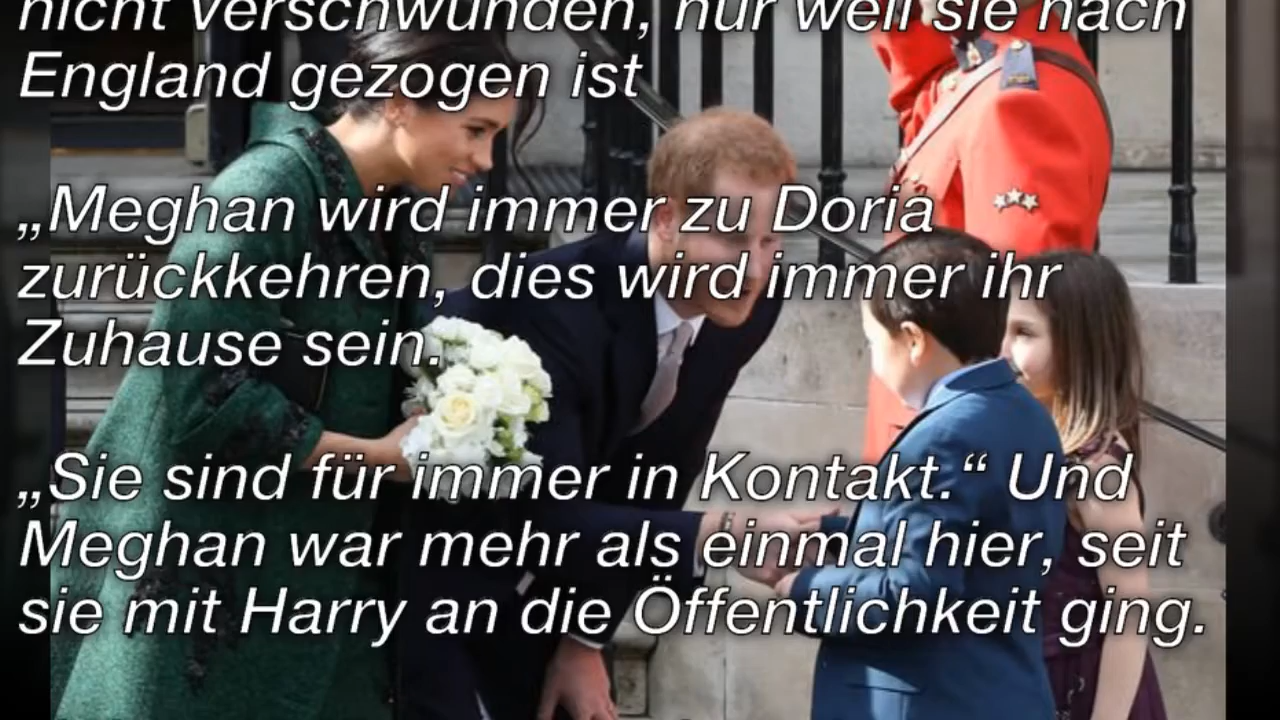 nicht verschwunden, nur weil sie nach
England gezogen ist
„Meghan wird immer zu Doria
zurückkehren, dies wird immer ihr
Zuhause sein.
„Sie sind für immer in Kontakt.“ Und
Meghan war mehr als einmal hier, seit
sie mit Harry an die Öffentlichkeit ging.